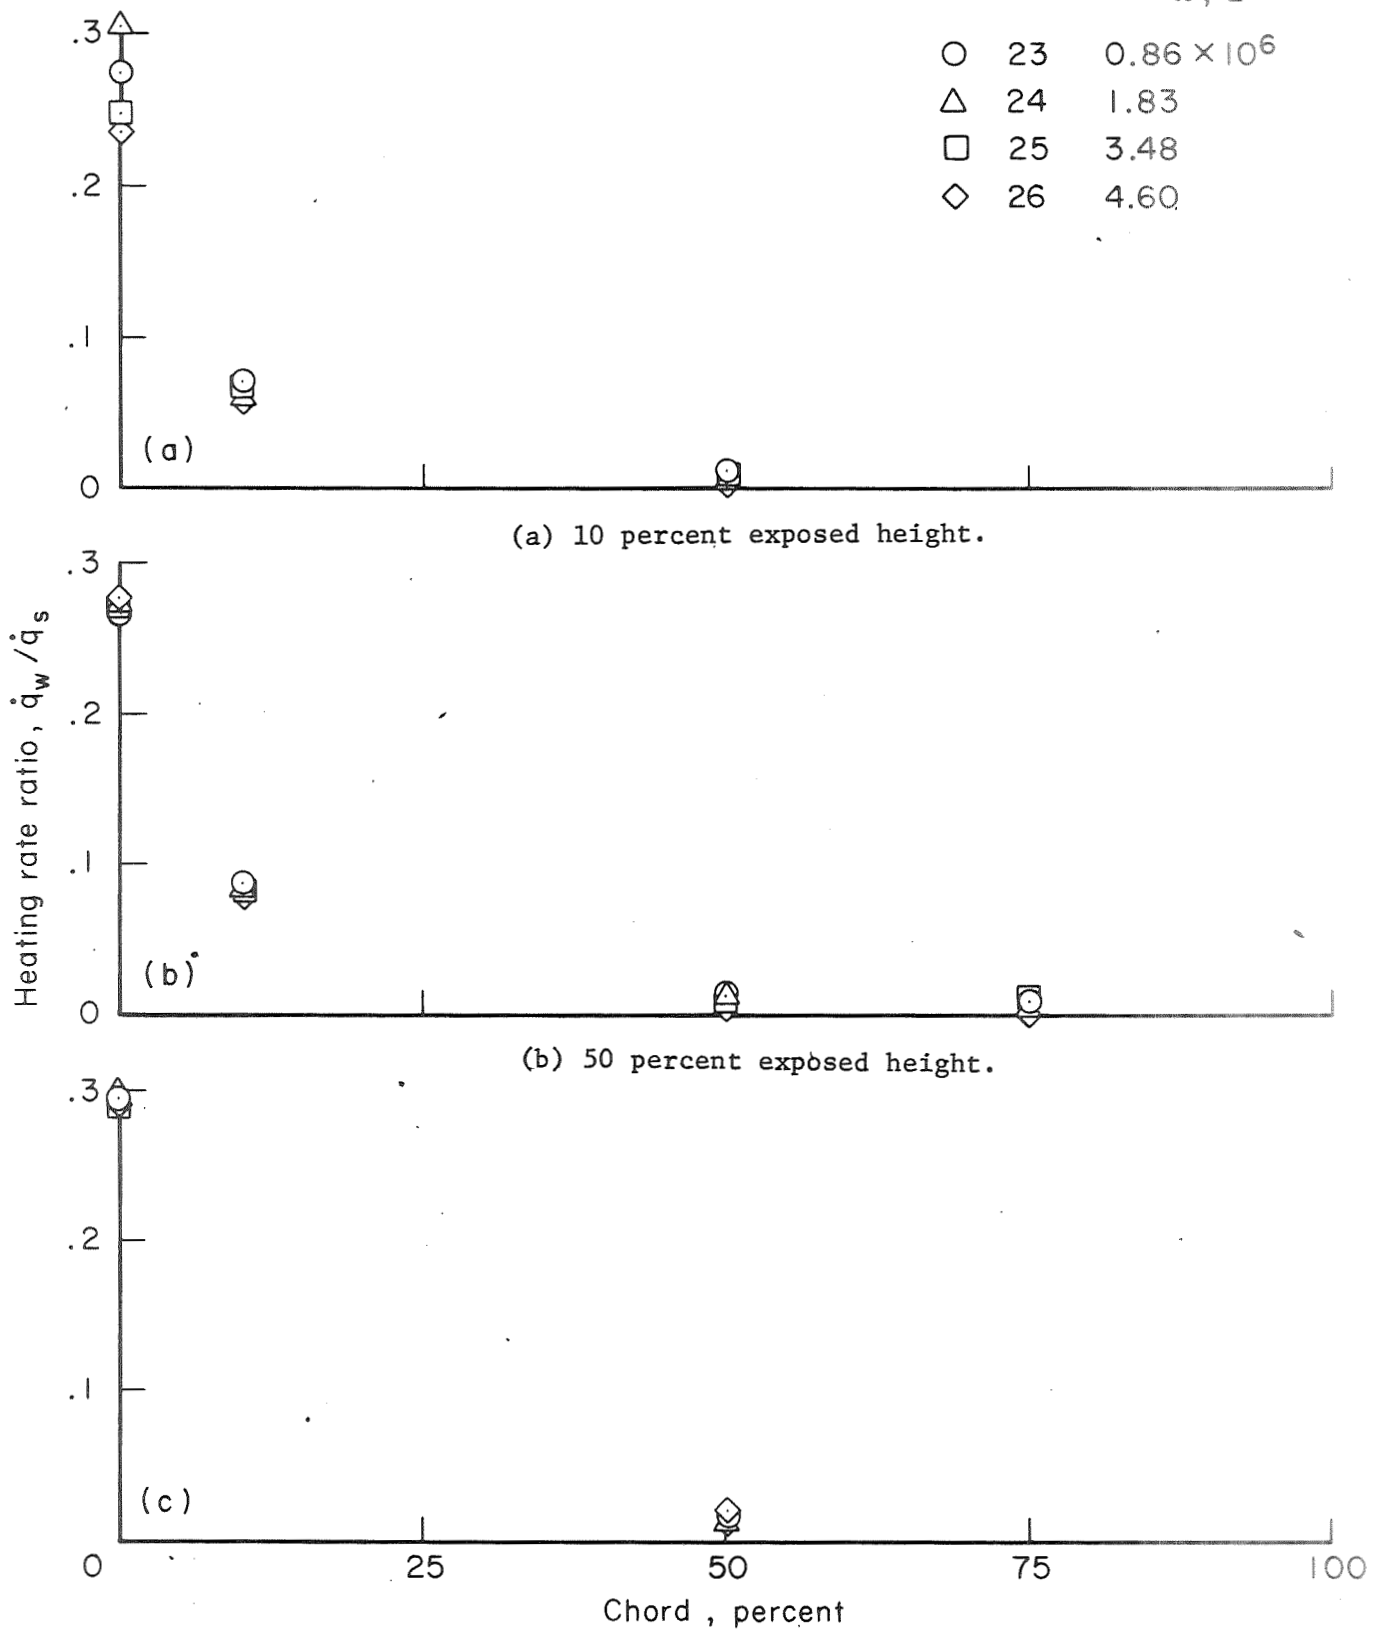 .3
23 0.86 × 10⁶
24 1.83
25 3.48
26 4.60
.2
.1
(a)
0
(a) 10 percent exposed height.
.3
.2
.1
(b)
0
(b) 50 percent exposed height.
Heating rate ratio, q̇w/q̇s
.3
.2
.1
(c)
0 25 50 75 100
Chord , percent